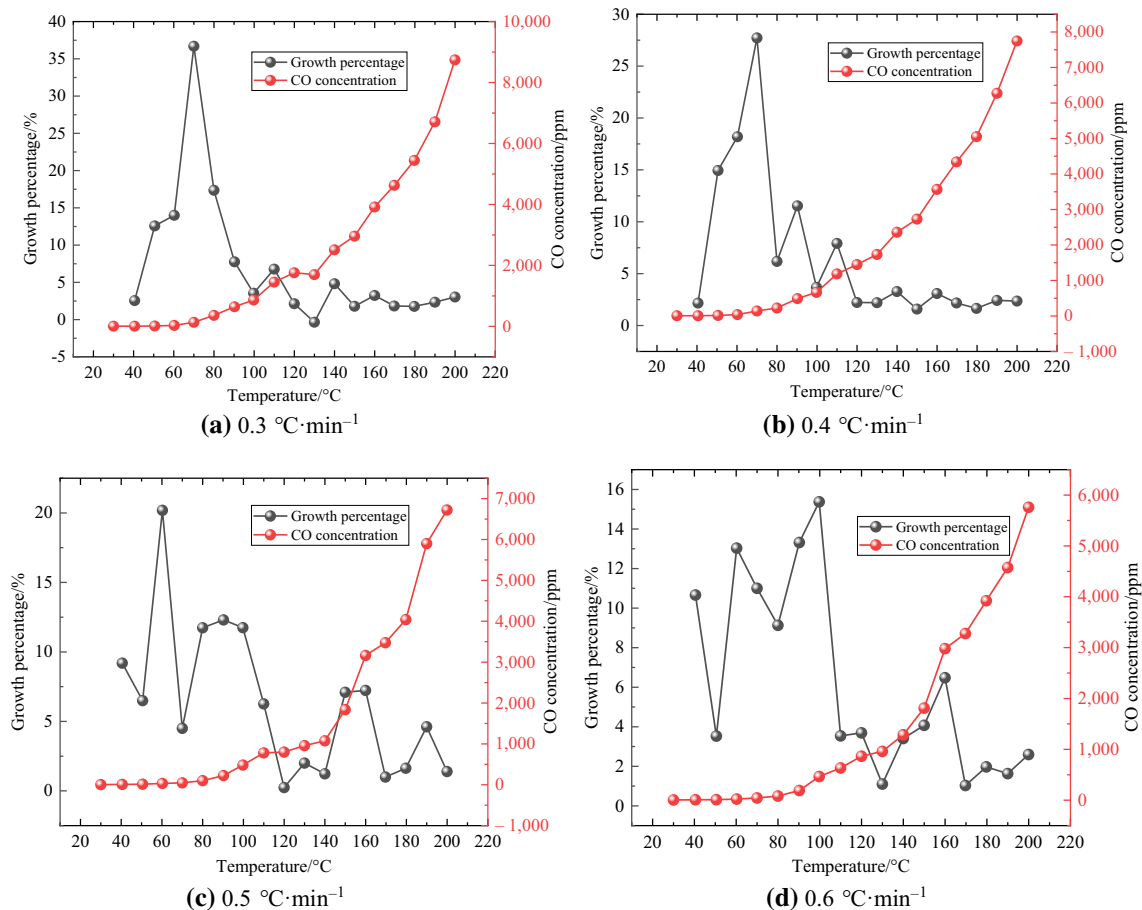 10,000
8,000
6,000
4,000
2,000
0
40
35
30
25
20
15
10
5
0
-5
Growth percentage/%
CO concentration/ppm
Growth percentage
CO concentration
20 40 60 80 100 120 140 160 180 200 220
Temperature/°C
(a) 0.3 °C·min–1
8,000
7,000
6,000
5,000
4,000
3,000
2,000
1,000
0
–1,000
30
25
20
15
10
5
0
Growth percentage/%
CO concentration/ppm
Growth percentage
CO concentration
20 40 60 80 100 120 140 160 180 200 220
Temperature/°C
(b) 0.4 °C·min–1
7,000
6,000
5,000
4,000
3,000
2,000
1,000
0
–1,000
20
15
10
5
0
Growth percentage/%
CO concentration/ppm
Growth percentage
CO concentration
20 40 60 80 100 120 140 160 180 200 220
Temperature/°C
(c) 0.5 °C·min–1
6,000
5,000
4,000
3,000
2,000
1,000
0
16
14
12
10
8
6
4
2
0
Growth percentage/%
CO concentration/ppm
Growth percentage
CO concentration
20 40 60 80 100 120 140 160 180 200 220
Temperature/°C
(d) 0.6 °C·min–1